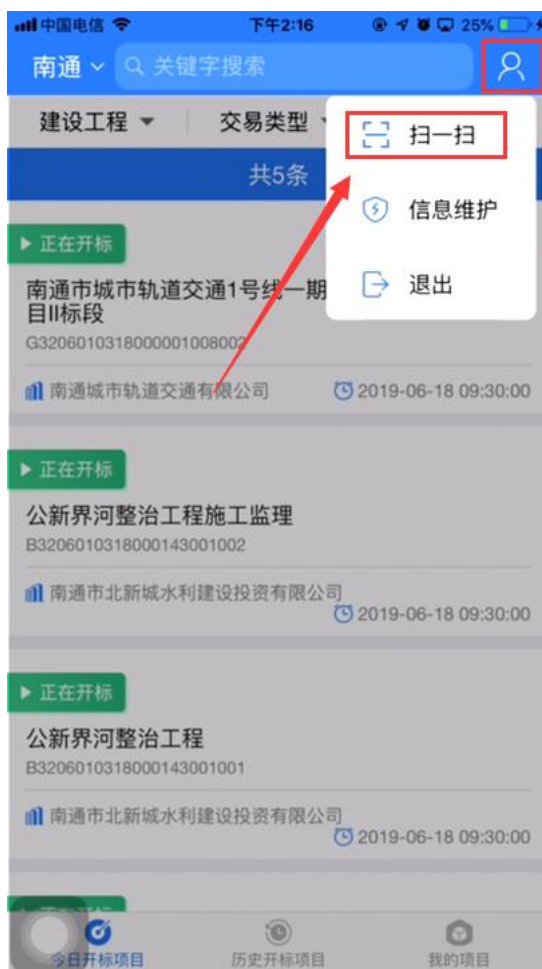 中国电信 下午2:16 25%
南通 关键字搜索
建设工程 交易类型
扫一扫
共5条
信息维护
正在开标
退出
南通市城市轨道交通1号线一期
目II标段
G3206010318000001008002
南通城市轨道交通有限公司 2019-06-18 09:30:00
正在开标
公新界河整治工程施工监理
B3206010318000143001002
南通市北新城水利建设投资有限公司
2019-06-18 09:30:00
正在开标
公新界河整治工程
B3206010318000143001001
南通市北新城水利建设投资有限公司
2019-06-18 09:30:00
今日开标项目 历史开标项目 我的项目